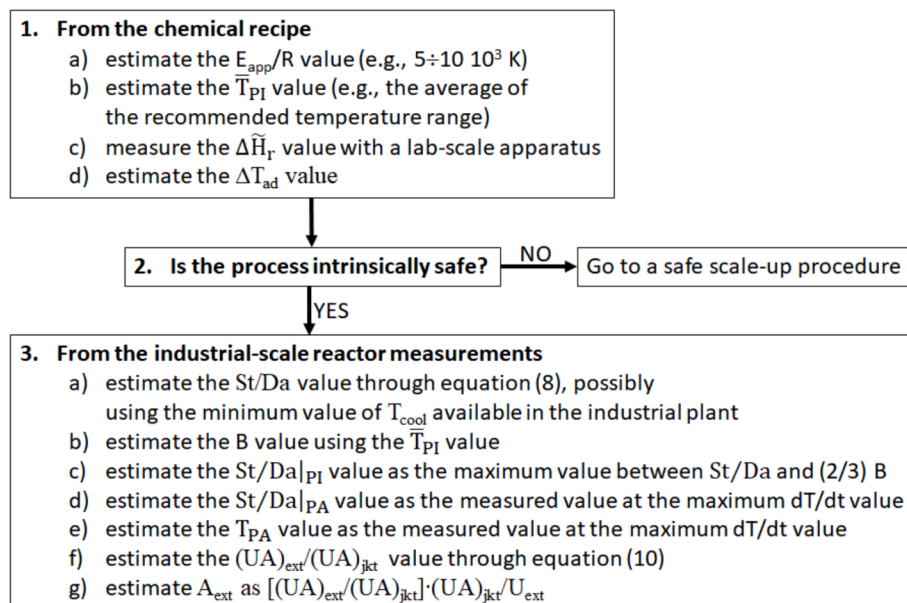 1. From the chemical recipe
a) estimate the E_app/R value (e.g., 5÷10 10³ K)
b) estimate the T̿_PI value (e.g., the average of
the recommended temperature range)
c) measure the ΔH̃_r value with a lab-scale apparatus
d) estimate the ΔT_ad value
2. Is the process intrinsically safe?
NO
Go to a safe scale-up procedure
YES
3. From the industrial-scale reactor measurements
a) estimate the St/Da value through equation (8), possibly
using the minimum value of T_cool available in the industrial plant
b) estimate the B value using the T̿_PI value
c) estimate the St/Da|_PI value as the maximum value between St/Da and (2/3) B
d) estimate the St/Da|_PA value as the measured value at the maximum dT/dt value
e) estimate the T_PA value as the measured value at the maximum dT/dt value
f) estimate the (UA)_ext/(UA)_jkt value through equation (10)
g) estimate A_ext as [(UA)_ext/(UA)_jkt]·(UA)_jkt/U_ext